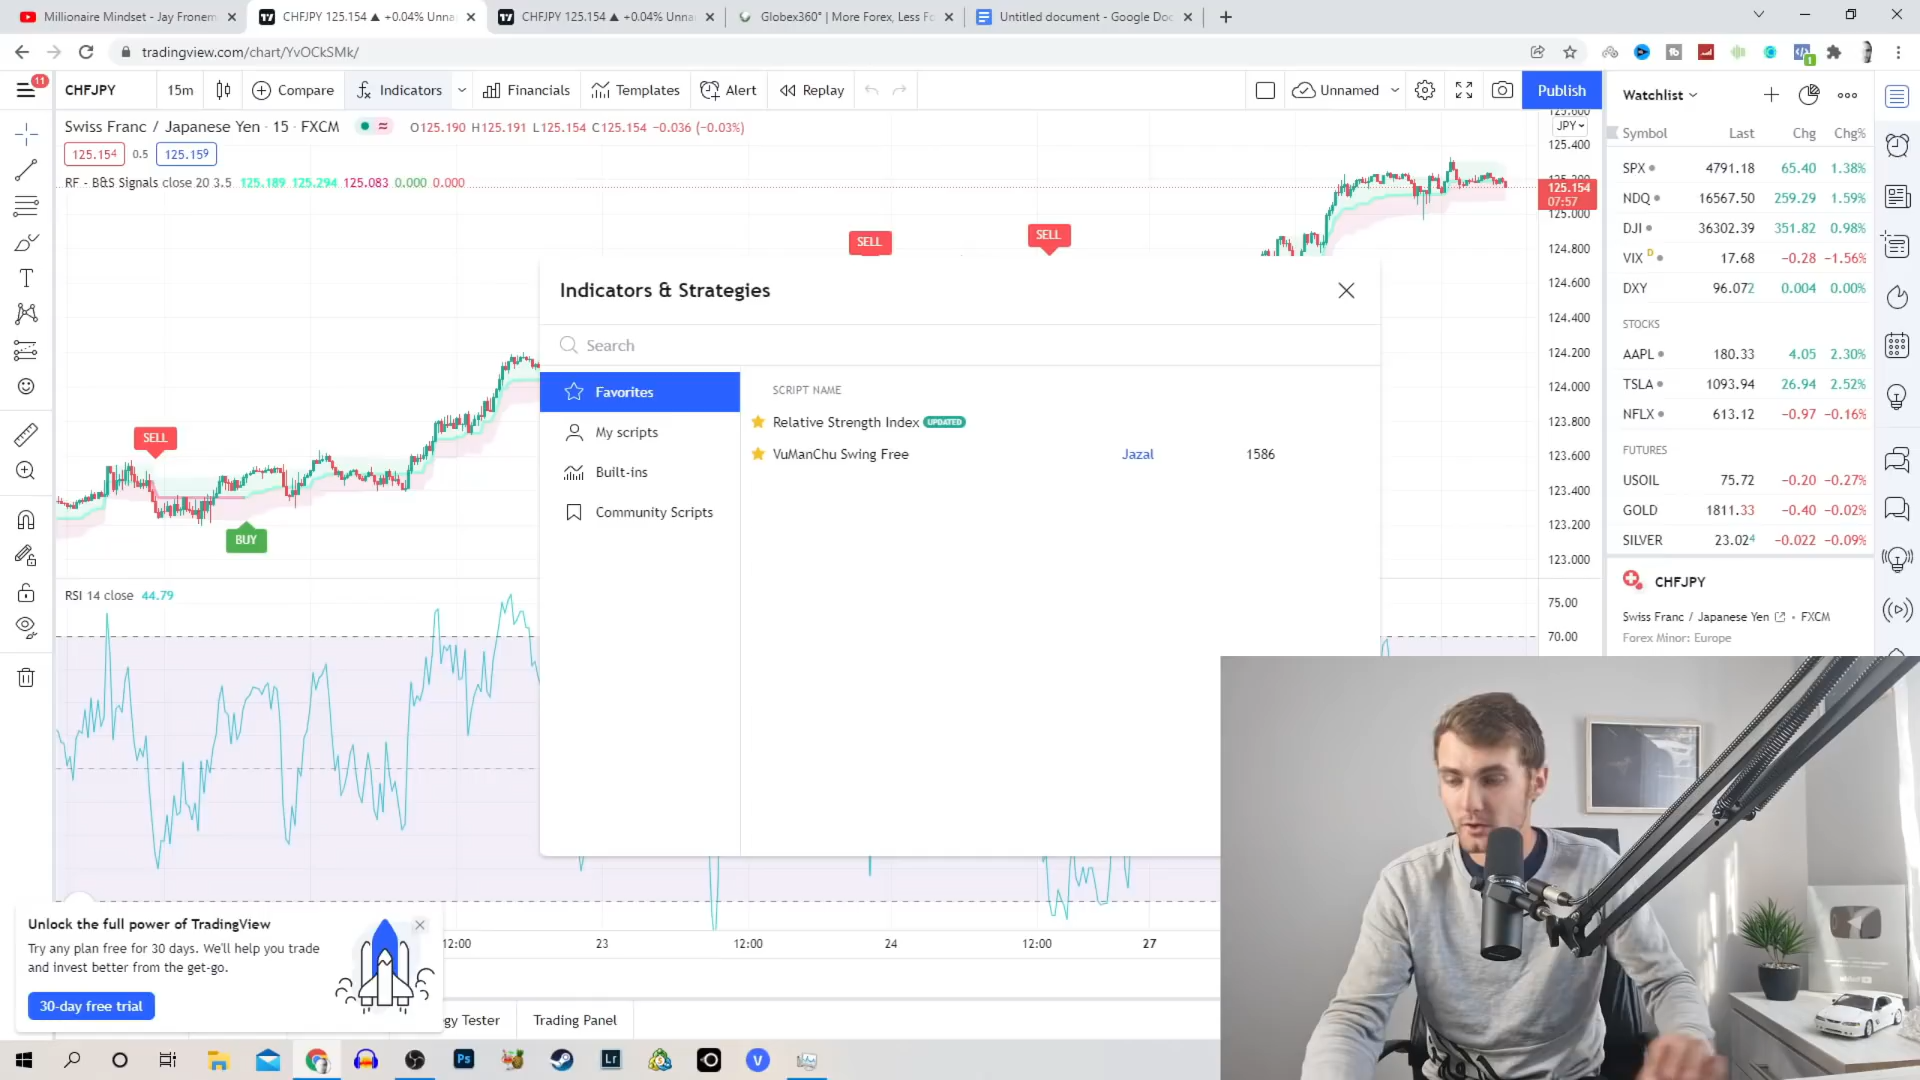 Millionaire Mindset - Jay Fronem
CHFJPY 125.154 ▲ +0.04% Unna
CHFJPY 125.154 ▲ +0.04% Unna
Globex360° | More Forex, Less Fo
Untitled document - Google Doc
tradingview.com/chart/YvOCkSMk/
11
CHFJPY
15m
Compare
Indicators
Financials
Templates
Alert
Replay
Unnamed
Publish
Swiss Franc / Japanese Yen · 15 · FXCM
O125.190 H125.191 L125.154 C125.154 −0.036 (−0.03%)
125.154
0.5
125.159
RF - B&S Signals close 20 3.5 125.189 125.294 125.083 0.000 0.000
SELL
SELL
SELL
BUY
JPY
125.400
125.154
07:57
125.000
124.800
124.600
124.400
124.200
124.000
123.800
123.600
123.400
123.200
123.000
75.00
70.00
Indicators & Strategies
Search
Favorites
My scripts
Built-ins
Community Scripts
SCRIPT NAME
Relative Strength Index UPDATED
VuManChu Swing Free Jazal 1586
RSI 14 close 44.79
Watchlist
Symbol Last Chg Chg%
SPX 4791.18 65.40 1.38%
NDQ 16567.50 259.29 1.59%
DJI 36302.39 351.82 0.98%
VIX D 17.68 −0.28 −1.56%
DXY 96.072 0.004 0.00%
STOCKS
AAPL 180.33 4.05 2.30%
TSLA 1093.94 26.94 2.52%
NFLX 613.12 −0.97 −0.16%
FUTURES
USOIL 75.72 −0.20 −0.27%
GOLD 1811.33 −0.40 −0.02%
SILVER 23.024 −0.022 −0.09%
CHFJPY
Swiss Franc / Japanese Yen • FXCM
Forex Minor: Europe
Unlock the full power of TradingView
Try any plan free for 30 days. We'll help you trade
and invest better from the get-go.
30-day free trial
12:00
23
12:00
24
12:00
27
gy Tester
Trading Panel
Ps
Lr
V